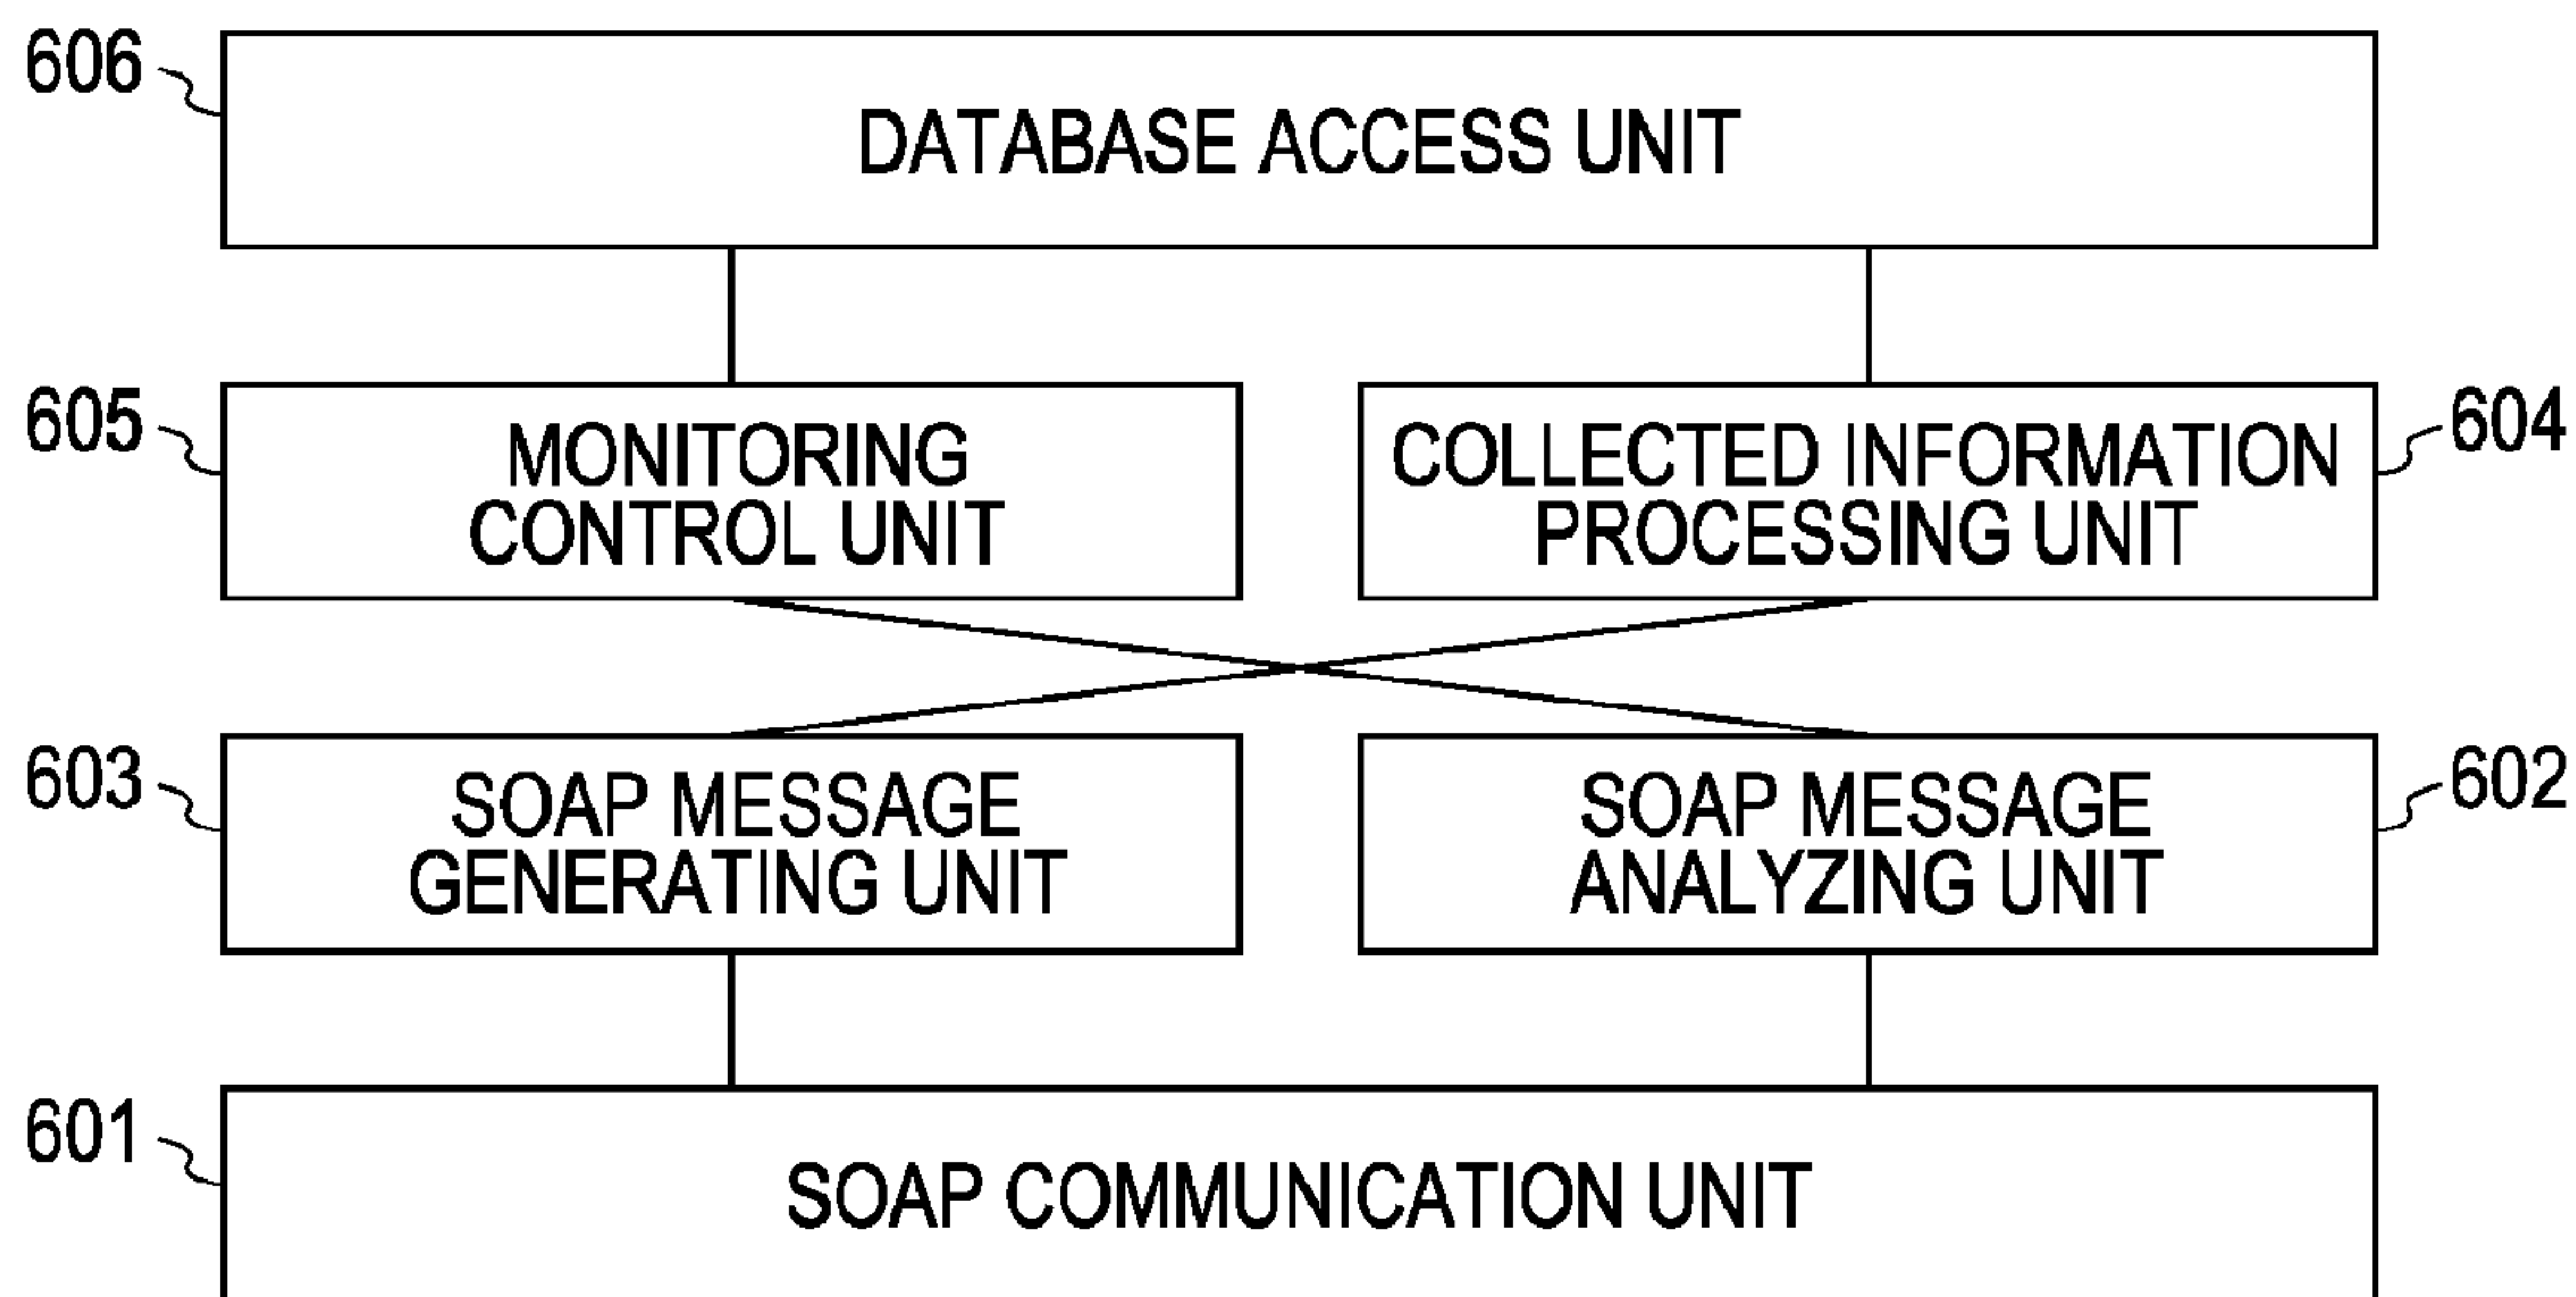 606
DATABASE ACCESS UNIT
605
MONITORING
CONTROL UNIT
COLLECTED INFORMATION
PROCESSING UNIT
604
603
SOAP MESSAGE
GENERATING UNIT
SOAP MESSAGE
ANALYZING UNIT
602
601
SOAP COMMUNICATION UNIT